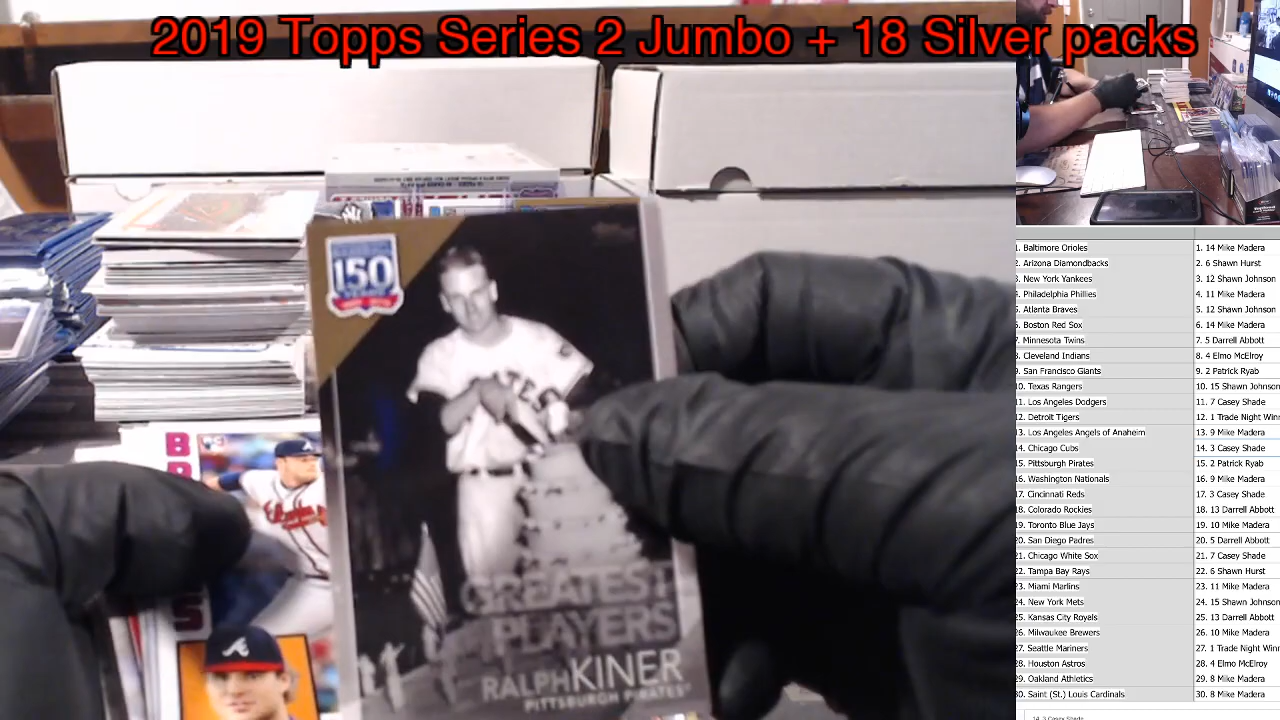 2019 Topps Series 2 Jumbo + 18 Silver packs
150
GREATEST
PLAYERS
RALPH KINER
PITTSBURGH PIRATES
1. Baltimore Orioles 1. 14 Mike Madera
2. Arizona Diamondbacks 2. 6 Shawn Hurst
3. New York Yankees 3. 12 Shawn Johnson
4. Philadelphia Phillies 4. 11 Mike Madera
5. Atlanta Braves 5. 12 Shawn Johnson
6. Boston Red Sox 6. 14 Mike Madera
7. Minnesota Twins 7. 5 Darrell Abbott
8. Cleveland Indians 8. 4 Elmo McElroy
9. San Francisco Giants 9. 2 Patrick Ryab
10. Texas Rangers 10. 15 Shawn Johnson
11. Los Angeles Dodgers 11. 7 Casey Shade
12. Detroit Tigers 12. 1 Trade Night Win
13. Los Angeles Angels of Anaheim 13. 9 Mike Madera
14. Chicago Cubs 14. 3 Casey Shade
15. Pittsburgh Pirates 15. 2 Patrick Ryab
16. Washington Nationals 16. 9 Mike Madera
17. Cincinnati Reds 17. 3 Casey Shade
18. Colorado Rockies 18. 13 Darrell Abbott
19. Toronto Blue Jays 19. 10 Mike Madera
20. San Diego Padres 20. 5 Darrell Abbott
21. Chicago White Sox 21. 7 Casey Shade
22. Tampa Bay Rays 22. 6 Shawn Hurst
23. Miami Marlins 23. 11 Mike Madera
24. New York Mets 24. 15 Shawn Johnson
25. Kansas City Royals 25. 13 Darrell Abbott
26. Milwaukee Brewers 26. 10 Mike Madera
27. Seattle Mariners 27. 1 Trade Night Win
28. Houston Astros 28. 4 Elmo McElroy
29. Oakland Athletics 29. 8 Mike Madera
30. Saint (St.) Louis Cardinals 30. 8 Mike Madera
14. 3 Casey Shade